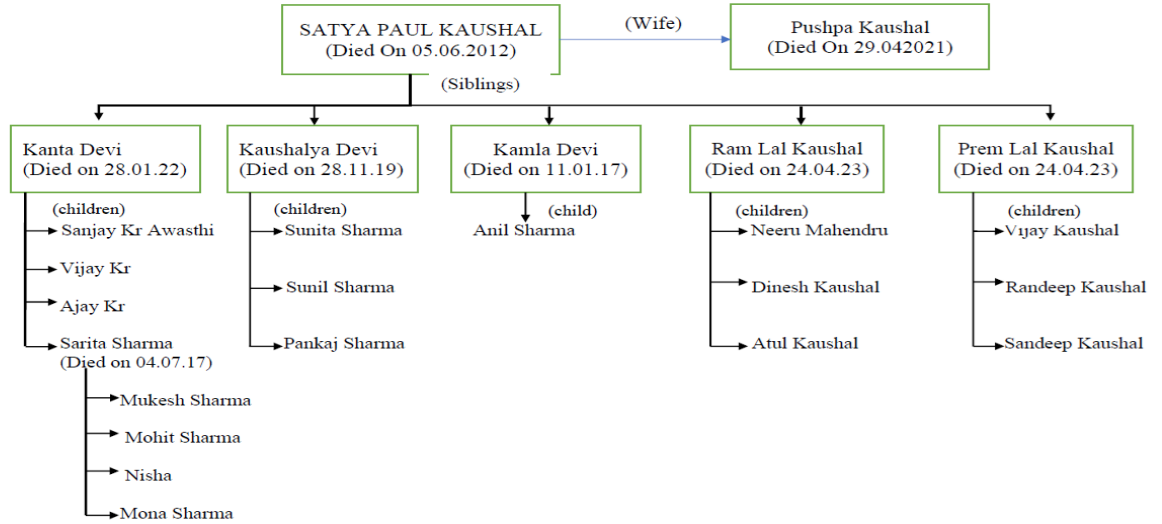 SATYA PAUL KAUSHAL
(Died On 05.06.2012)
(Wife)
Pushpa Kaushal
(Died On 29.042021)
(Siblings)
Kanta Devi
(Died on 28.01.22)
Kaushalya Devi
(Died on 28.11.19)
Kamla Devi
(Died on 11.01.17)
Ram Lal Kaushal
(Died on 24.04.23)
Prem Lal Kaushal
(Died on 24.04.23)
(children)
Sanjay Kr Awasthi
Vijay Kr
Ajay Kr
Sarita Sharma
(Died on 04.07.17)
Mukesh Sharma
Mohit Sharma
Nisha
Mona Sharma
(children)
Sunita Sharma
Sunil Sharma
Pankaj Sharma
(child)
Anil Sharma
(children)
Neeru Mahendru
Dinesh Kaushal
Atul Kaushal
(children)
Vijay Kaushal
Randeep Kaushal
Sandeep Kaushal